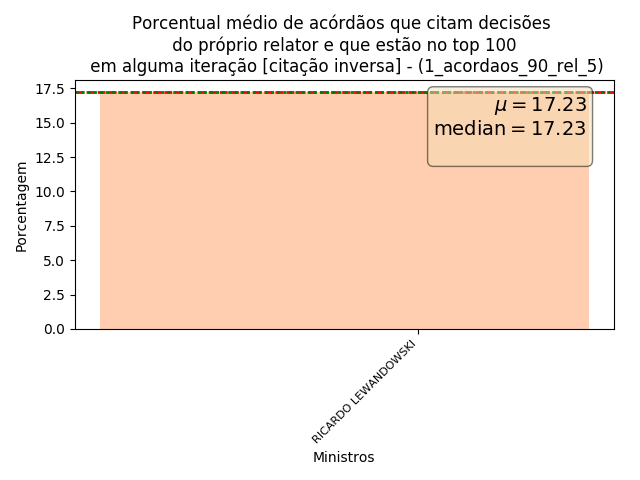 Porcentual médio de acórdãos que citam decisões
do próprio relator e que estão no top 100
em alguma iteração [citação inversa] - (1_acordaos_90_rel_5)
17.5
15.0
12.5
10.0
7.5
5.0
2.5
0.0
Porcentagem
μ = 17.23
median = 17.23
RICARDO LEWANDOWSKI
Ministros